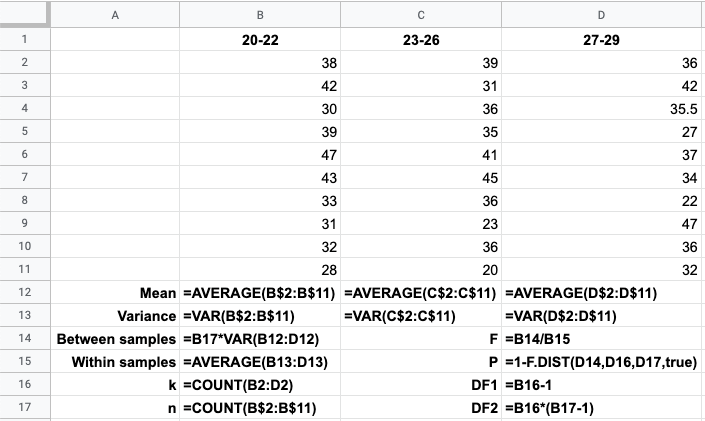 A B C D
1 20-22 23-26 27-29
2 38 39 36
3 42 31 42
4 30 36 35.5
5 39 35 27
6 47 41 37
7 43 45 34
8 33 36 22
9 31 23 47
10 32 36 36
11 28 20 32
12 Mean =AVERAGE(B$2:B$11) =AVERAGE(C$2:C$11) =AVERAGE(D$2:D$11)
13 Variance =VAR(B$2:B$11) =VAR(C$2:C$11) =VAR(D$2:D$11)
14 Between samples =B17*VAR(B12:D12) F =B14/B15
15 Within samples =AVERAGE(B13:D13) P =1-F.DIST(D14,D16,D17,true)
16 k =COUNT(B2:D2) DF1 =B16-1
17 n =COUNT(B$2:B$11) DF2 =B16*(B17-1)